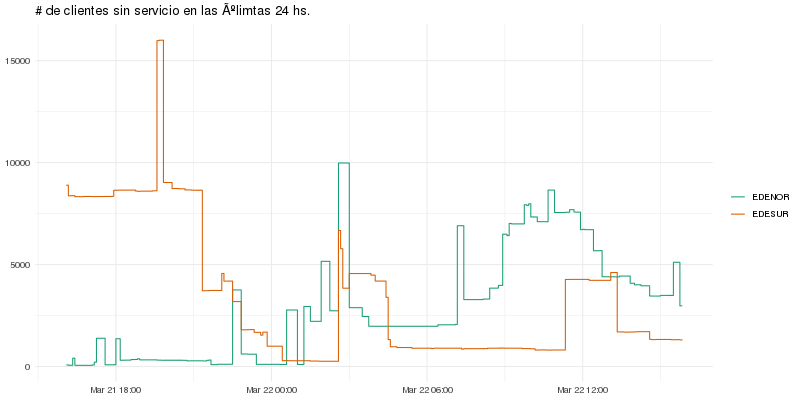 # de clientes sin servicio en las Ãºlimtas 24 hs.
15000
10000
5000
0
Mar 21 18:00 Mar 22 00:00 Mar 22 06:00 Mar 22 12:00
EDENOR
EDESUR